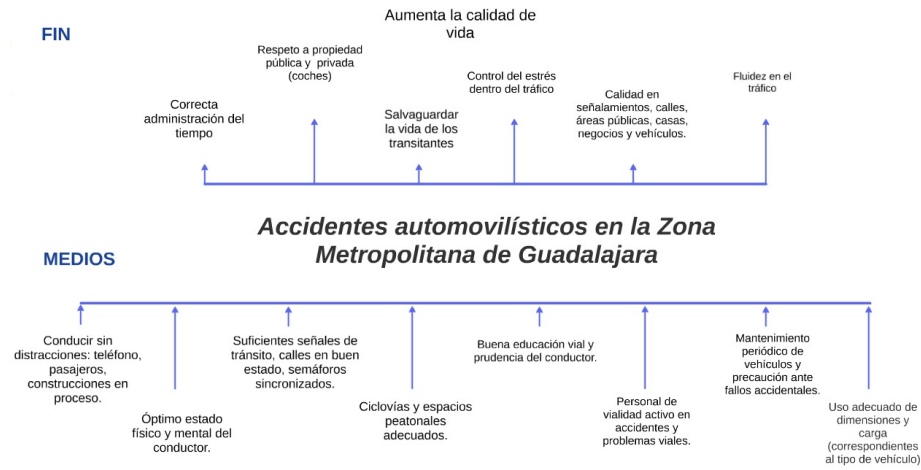 FIN
Aumenta la calidad de
vida
Respeto a propiedad
pública y privada
(coches)
Control del estrés
dentro del tráfico
Fluidez en el
tráfico
Correcta
administración del
tiempo
Salvaguardar
la vida de los
transitantes
Calidad en
señalamientos, calles,
áreas públicas, casas,
negocios y vehículos.
Accidentes automovilísticos en la Zona
Metropolitana de Guadalajara
MEDIOS
Conducir sin
distracciones: teléfono,
pasajeros,
construcciones en
proceso.
Óptimo estado
físico y mental del
conductor.
Suficientes señales de
tránsito, calles en buen
estado, semáforos
sincronizados.
Ciclovías y espacios
peatonales
adecuados.
Buena educación vial y
prudencia del conductor.
Personal de
vialidad activo en
accidentes y
problemas viales.
Mantenimiento
periódico de
vehículos y
precaución ante
fallos accidentales.
Uso adecuado de
dimensiones y
carga
(correspondientes
al tipo de vehículo)